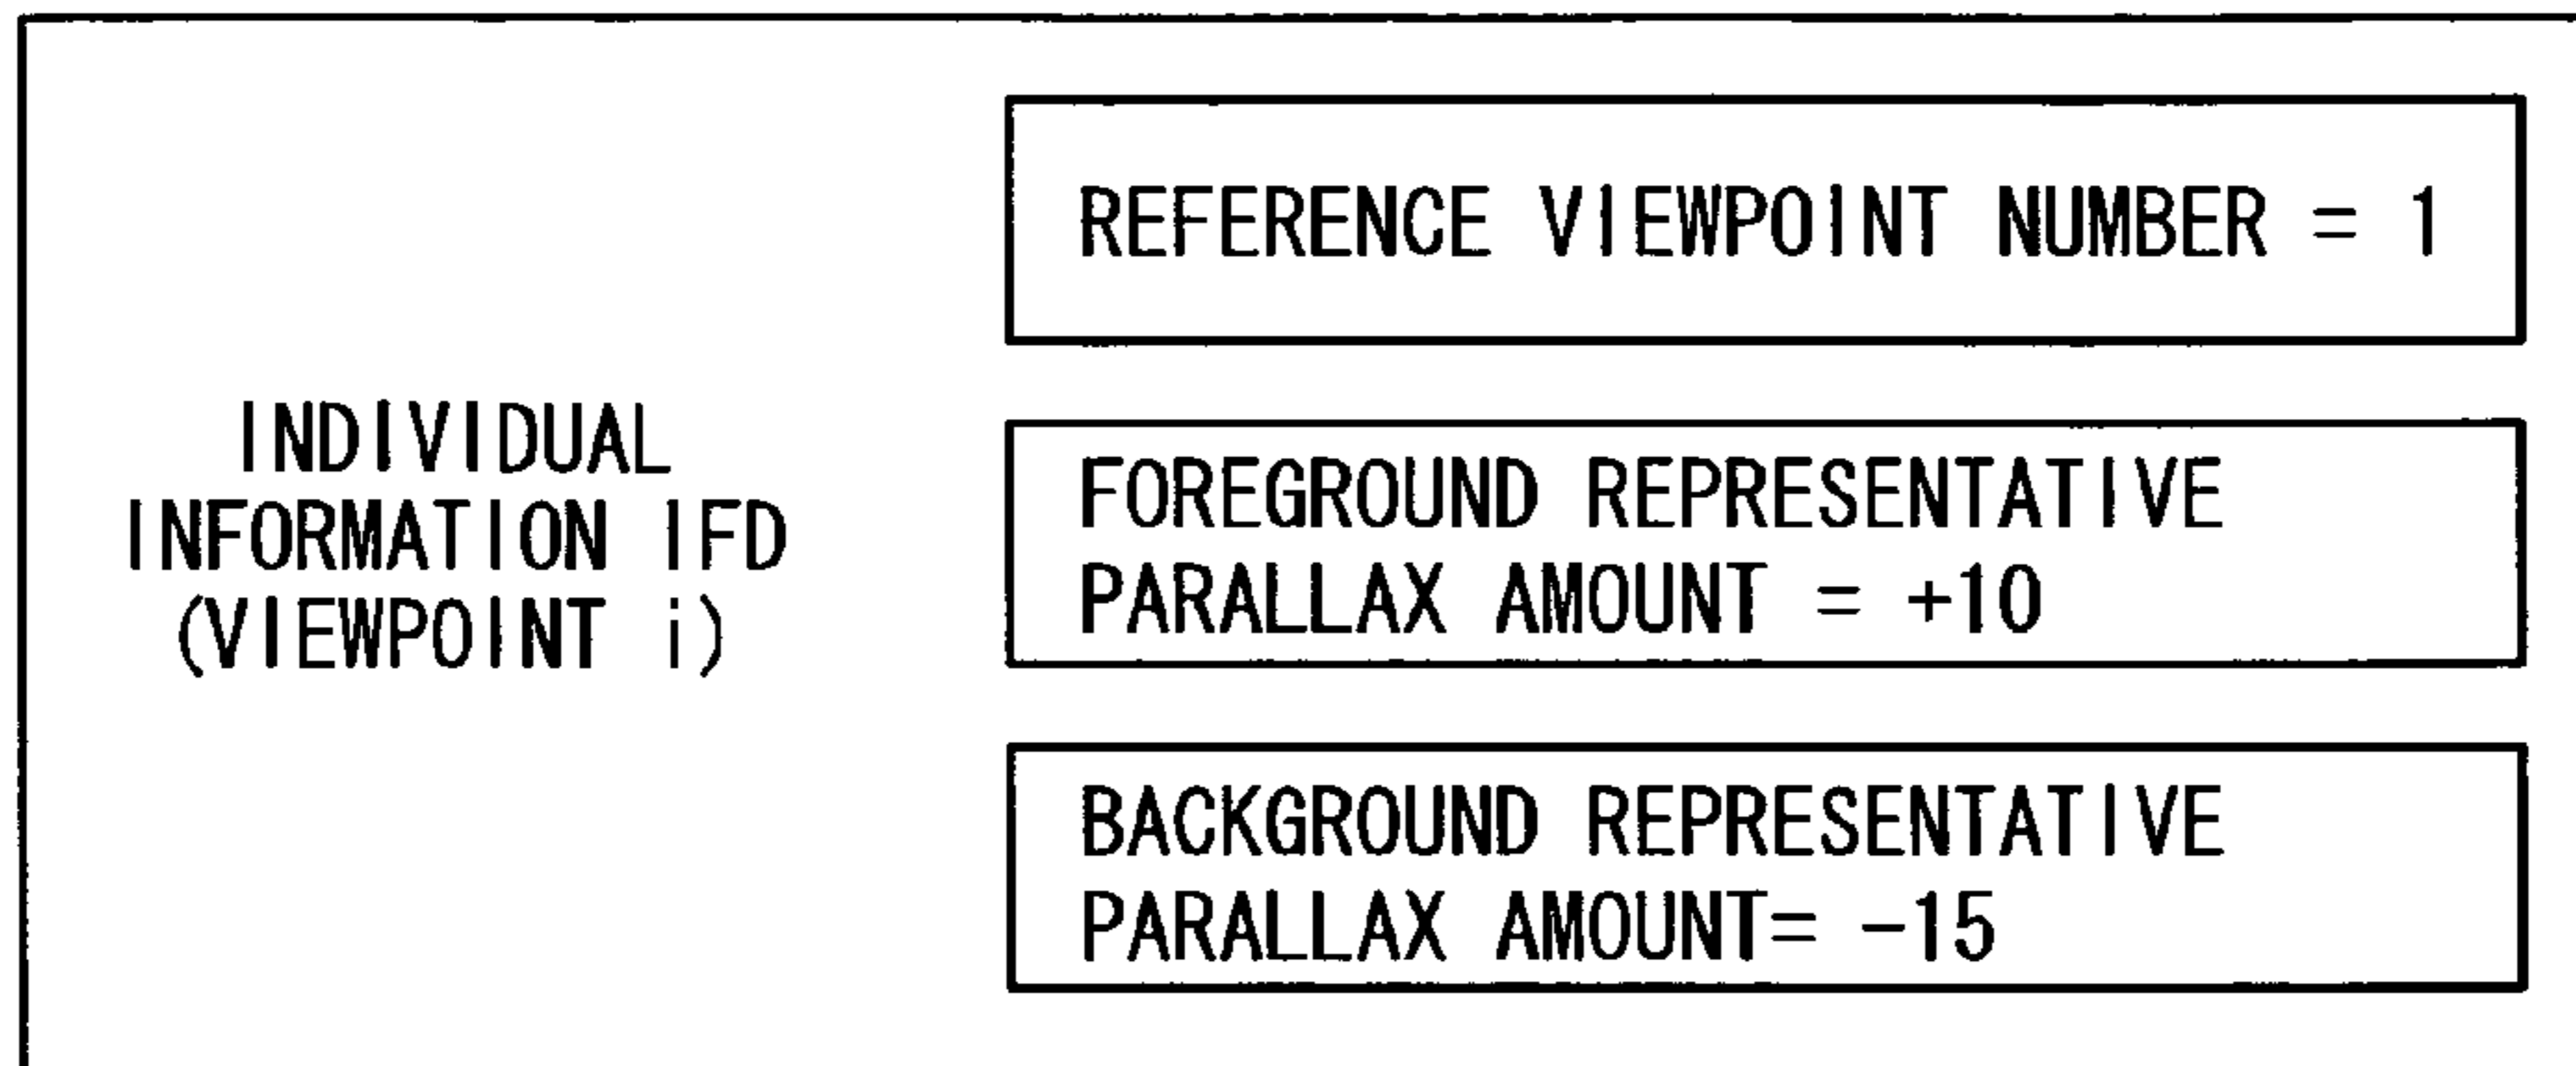 INDIVIDUAL
INFORMATION IFD
(VIEWPOINT i)
REFERENCE VIEWPOINT NUMBER = 1
FOREGROUND REPRESENTATIVE
PARALLAX AMOUNT = +10
BACKGROUND REPRESENTATIVE
PARALLAX AMOUNT= -15